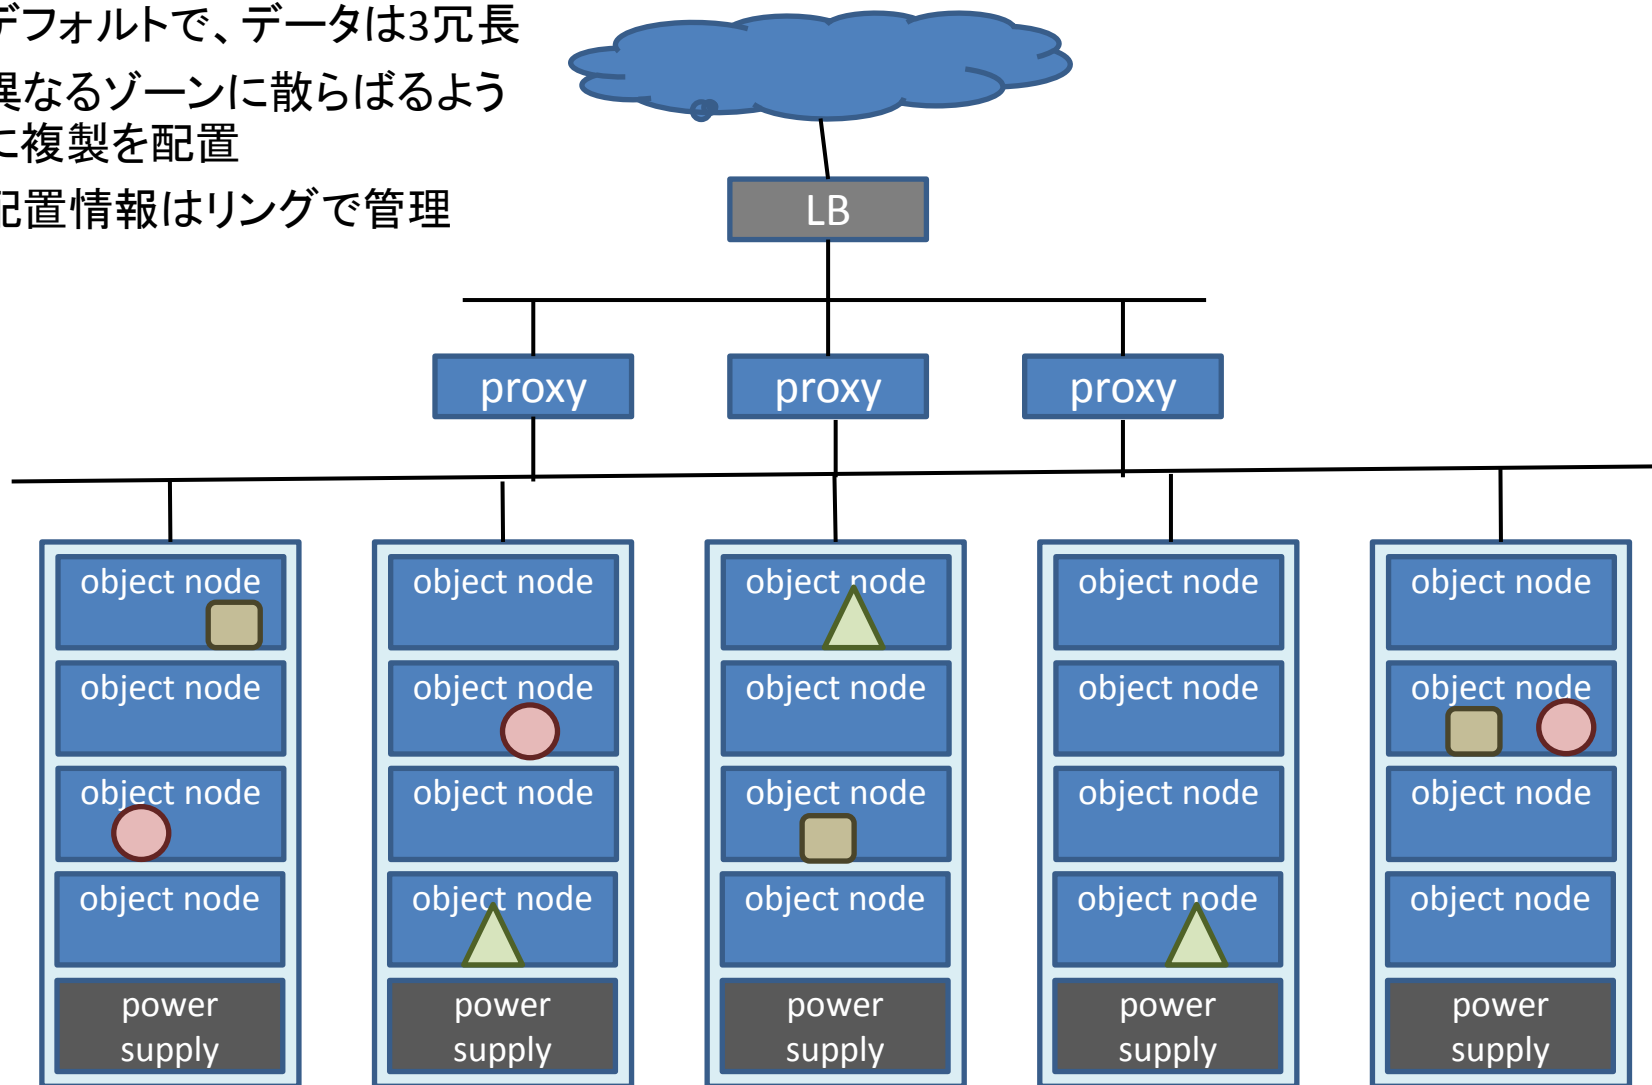 デフォルトで、データは3冗長
異なるゾーンに散らばるよう
に複製を配置
配置情報はリングで管理
LB
proxy proxy proxy
object node object node object node object node object node
object node object node object node object node object node
object node object node object node object node object node
object node object node object node object node object node
power power power power power
supply supply supply supply supply